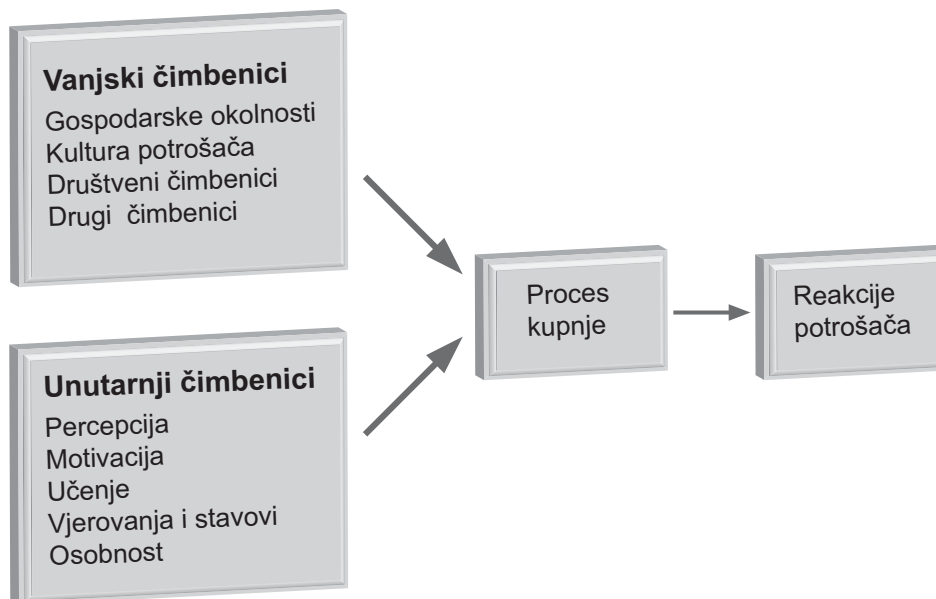 Vanjski čimbenici
Gospodarske okolnosti
Kultura potrošača
Društveni čimbenici
Drugi čimbenici
Unutarnji čimbenici
Percepcija
Motivacija
Učenje
Vjerovanja i stavovi
Osobnost
Proces
kupnje
Reakcije
potrošača